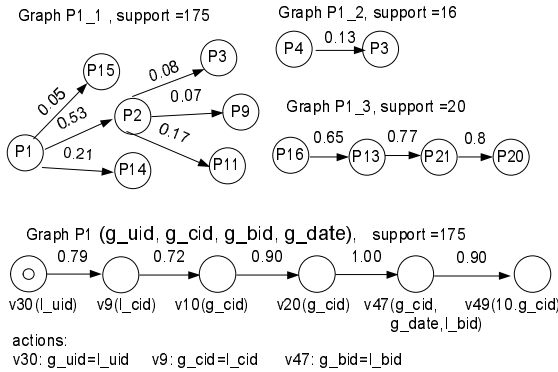 Graph P1_1 , support =175
Graph P1_2, support =16
P4 0.13 P3
P15 0.08 P3
0.05 0.53 P2 0.07 P9
Graph P1_3, support =20
P1 0.21 0.17
P14 P11
P16 0.65 P13 0.77 P21 0.8 P20
Graph P1 (g_uid, g_cid, g_bid, g_date), support =175
0.79 0.72 0.90 1.00 0.90
v30(l_uid) v9(l_cid) v10(g_cid) v20(g_cid) v47(g_cid, v49(10.g_cid)
g_date,l_bid)
actions:
v30: g_uid=l_uid v9: g_cid=l_cid v47: g_bid=l_bid